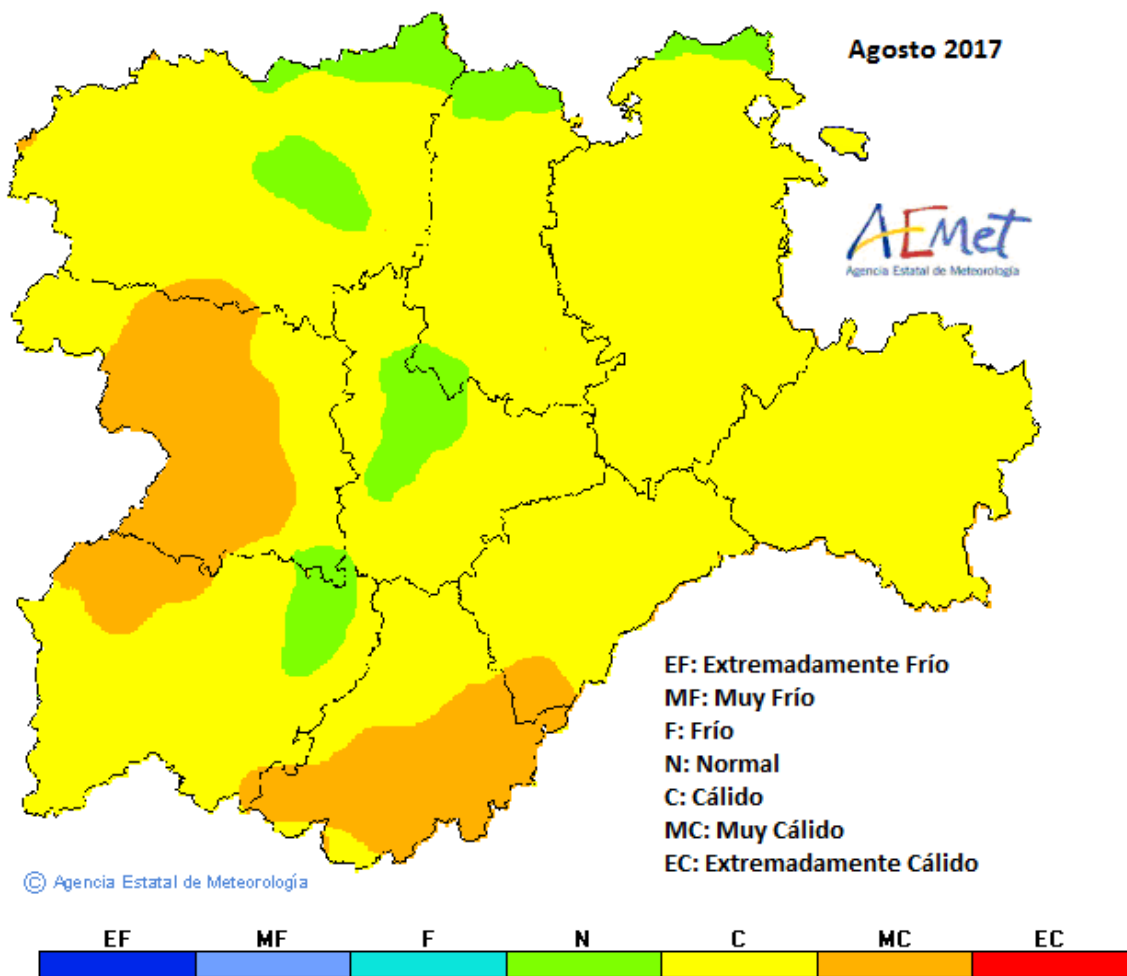 Agosto 2017
AEMet
Agencia Estatal de Meteorología
EF: Extremadamente Frío
MF: Muy Frío
F: Frío
N: Normal
C: Cálido
MC: Muy Cálido
EC: Extremadamente Cálido
© Agencia Estatal de Meteorología
EF MF F N C MC EC